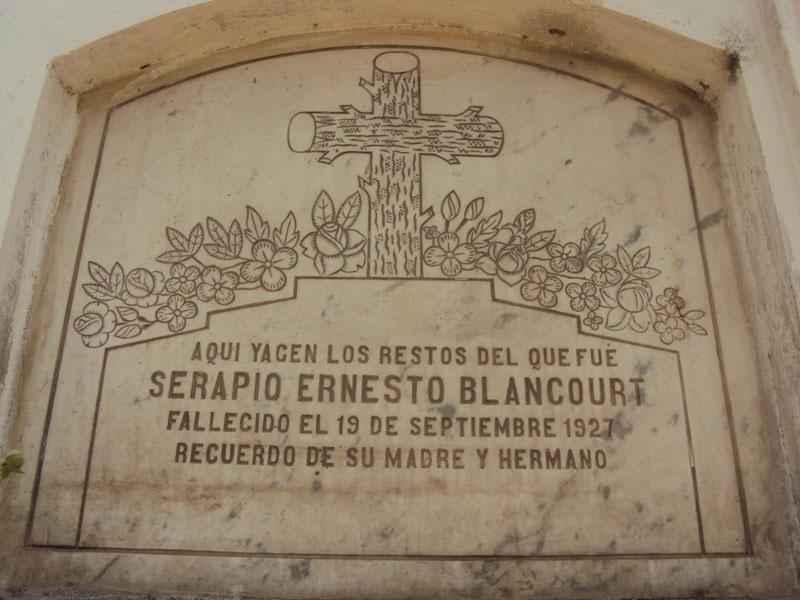 AQUI YACEN LOS RESTOS DEL QUE FUÉ
SERAPIO ERNESTO BLANCOURT
FALLECIDO EL 19 DE SEPTIEMBRE 1927
RECUERDO DE SU MADRE Y HERMANO